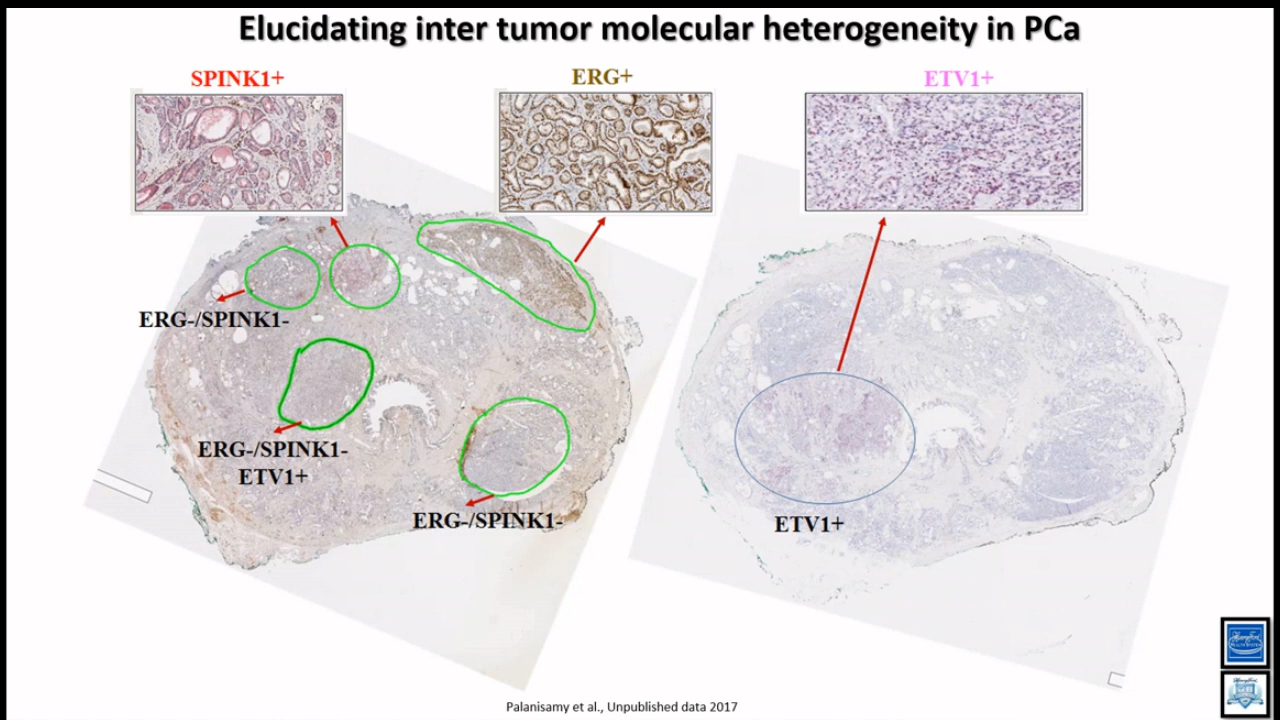 Elucidating inter tumor molecular heterogeneity in PCa
SPINK1+
ERG+
ETV1+
ERG-/SPINK1-
ERG-/SPINK1-
ETV1+
ERG-/SPINK1-
ETV1+
Palanisamy et al., Unpublished data 2017